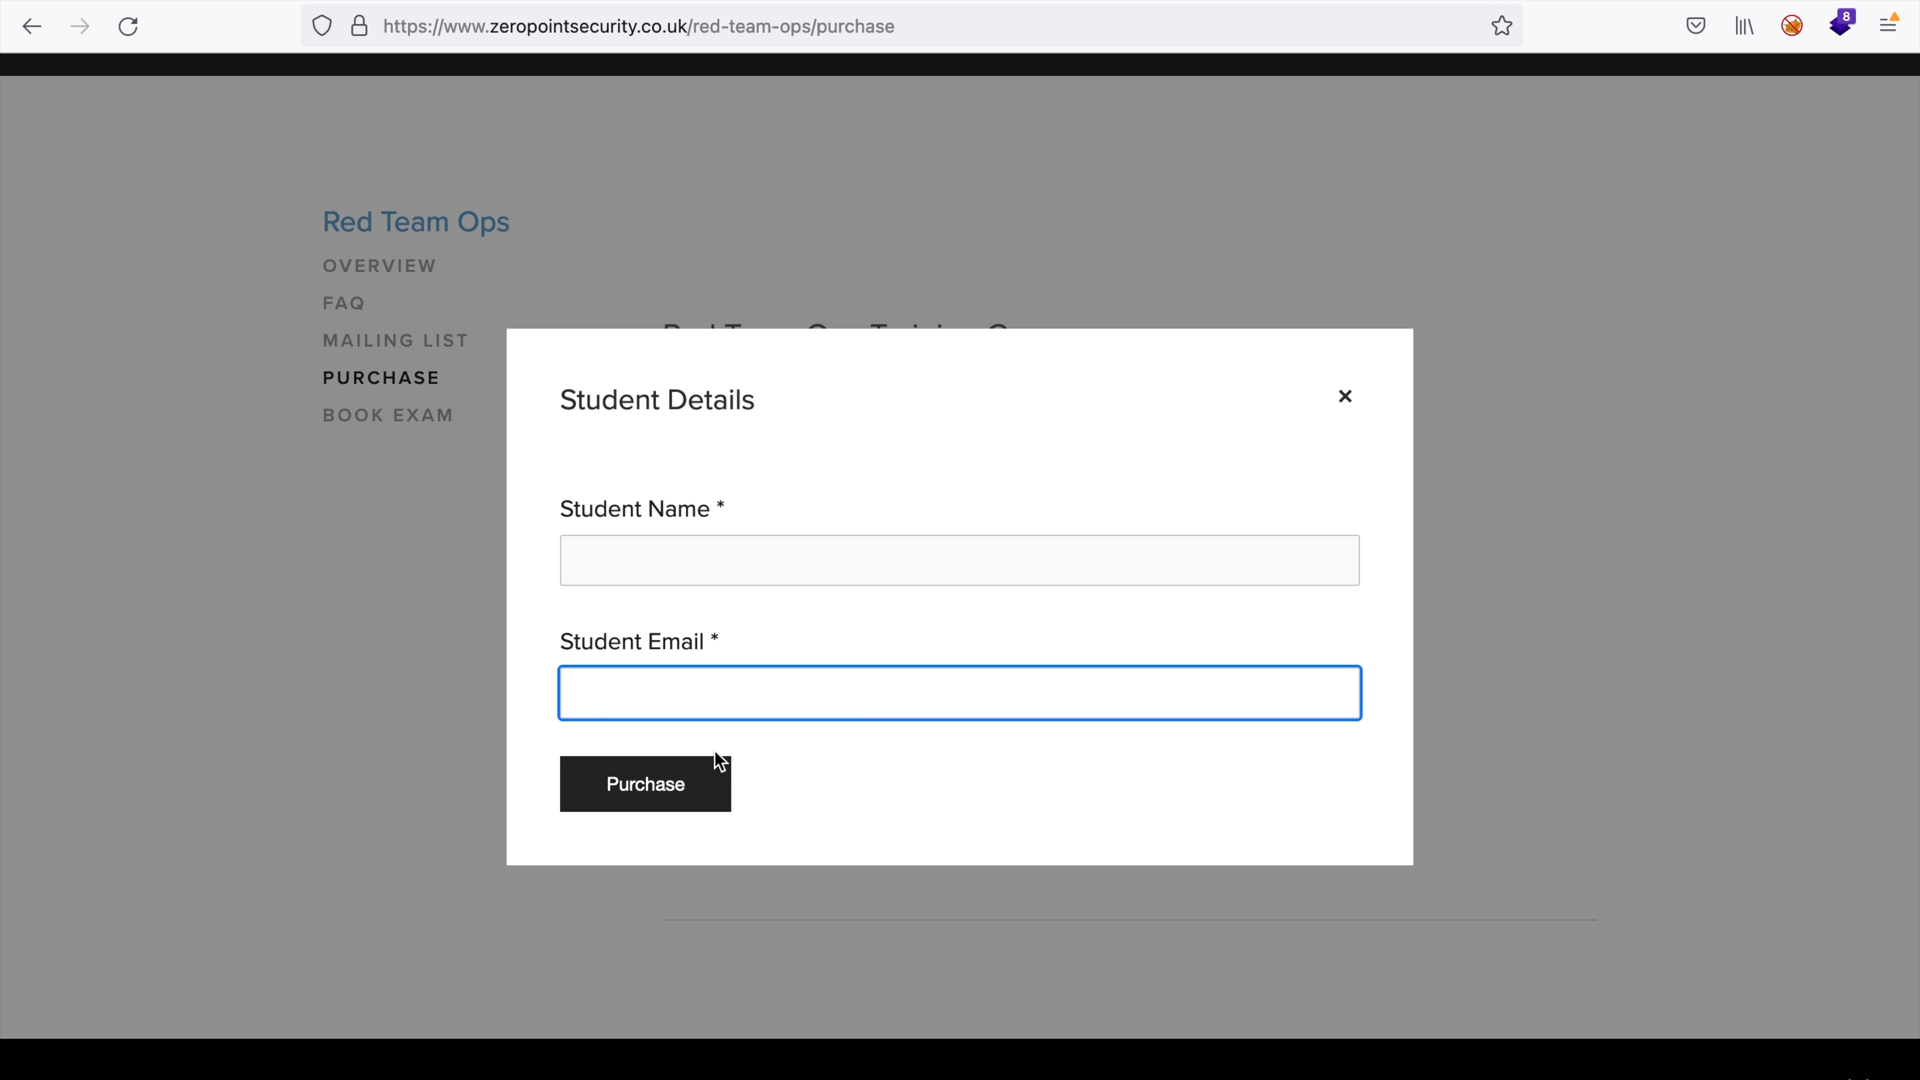 https://www.zeropointsecurity.co.uk/red-team-ops/purchase
8
Red Team Ops
OVERVIEW
FAQ
MAILING LIST
PURCHASE
BOOK EXAM
Student Details
×
Student Name *
Student Email *
Purchase